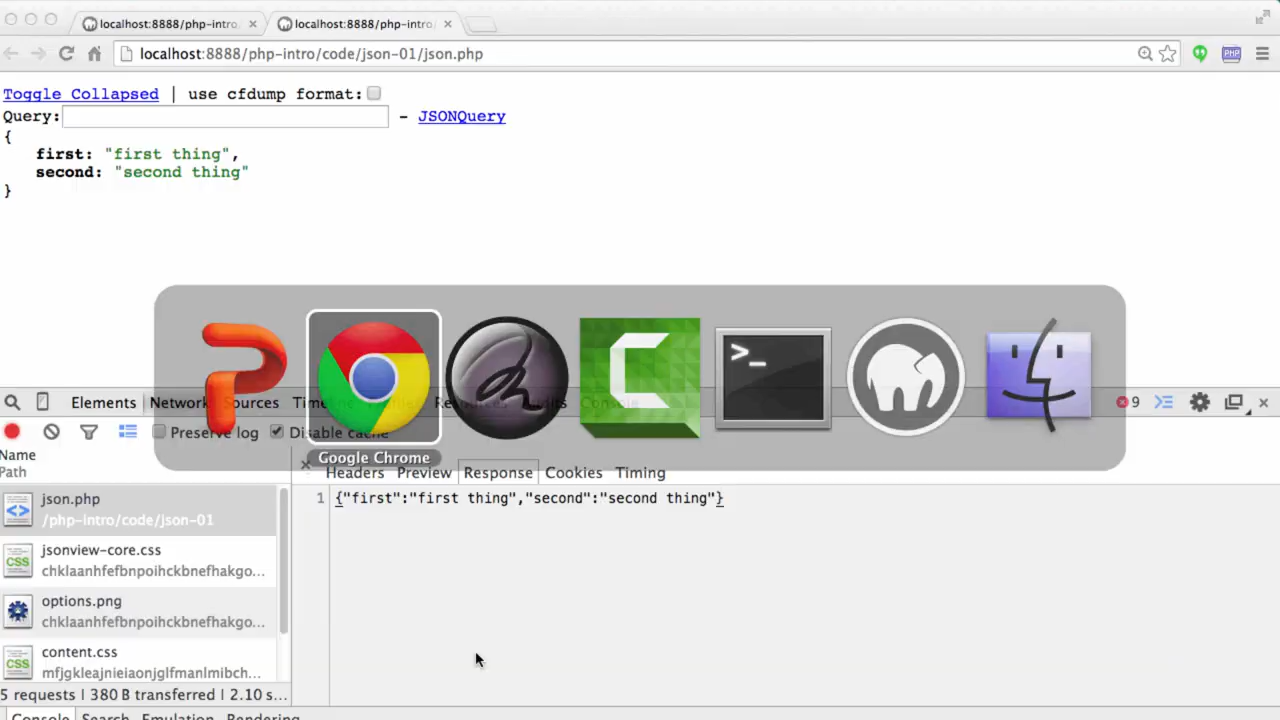 localhost:8888/php-intro
localhost:8888/php-intro
localhost:8888/php-intro/code/json-01/json.php
PHP
Toggle Collapsed | use cfdump format:
Query: - JSONQuery
{
first: "first thing",
second: "second thing"
}
>_
Google Chrome
Elements Network Sources Console
9
Preserve log Disable cache
Name
Path
Headers Preview Response Cookies Timing
json.php
/php-intro/code/json-01
1 {"first":"first thing","second":"second thing"}
jsonview-core.css
chklaanhfefbnpoihckbnefhakgo...
options.png
chklaanhfefbnpoihckbnefhakgo...
content.css
mfjgkleajnieiaonjglfmanlmibch...
CSS
CSS
5 requests | 380 B transferred | 2.10 s...
Console Search Emulation Rendering